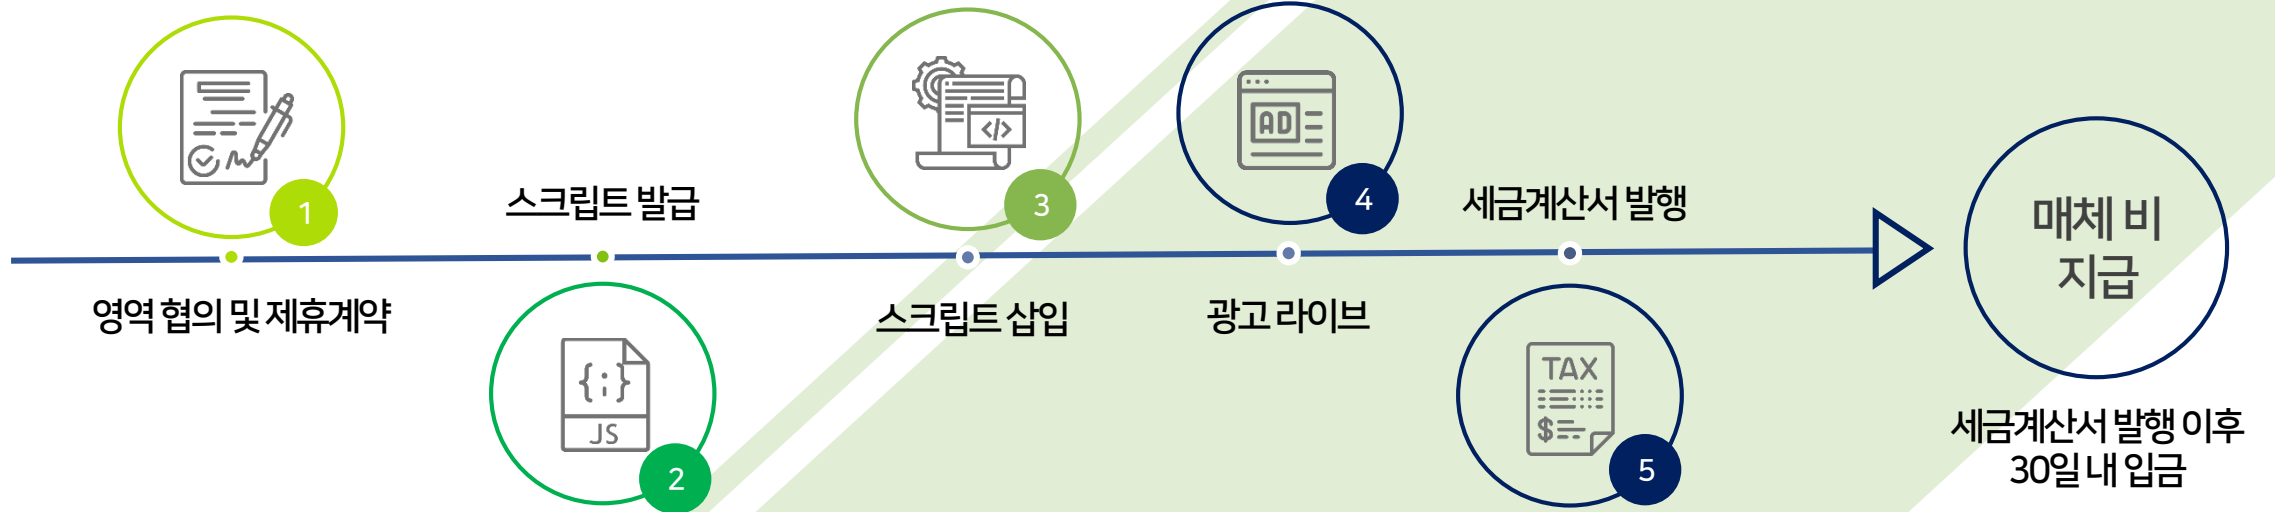 1
영역 협의 및 제휴계약
스크립트 발급
{;}
JS
2
</>
3
스크립트 삽입
AD
4
광고 라이브
세금계산서 발행
TAX
$
5
매체 비
지급
세금계산서 발행 이후
30일 내 입금